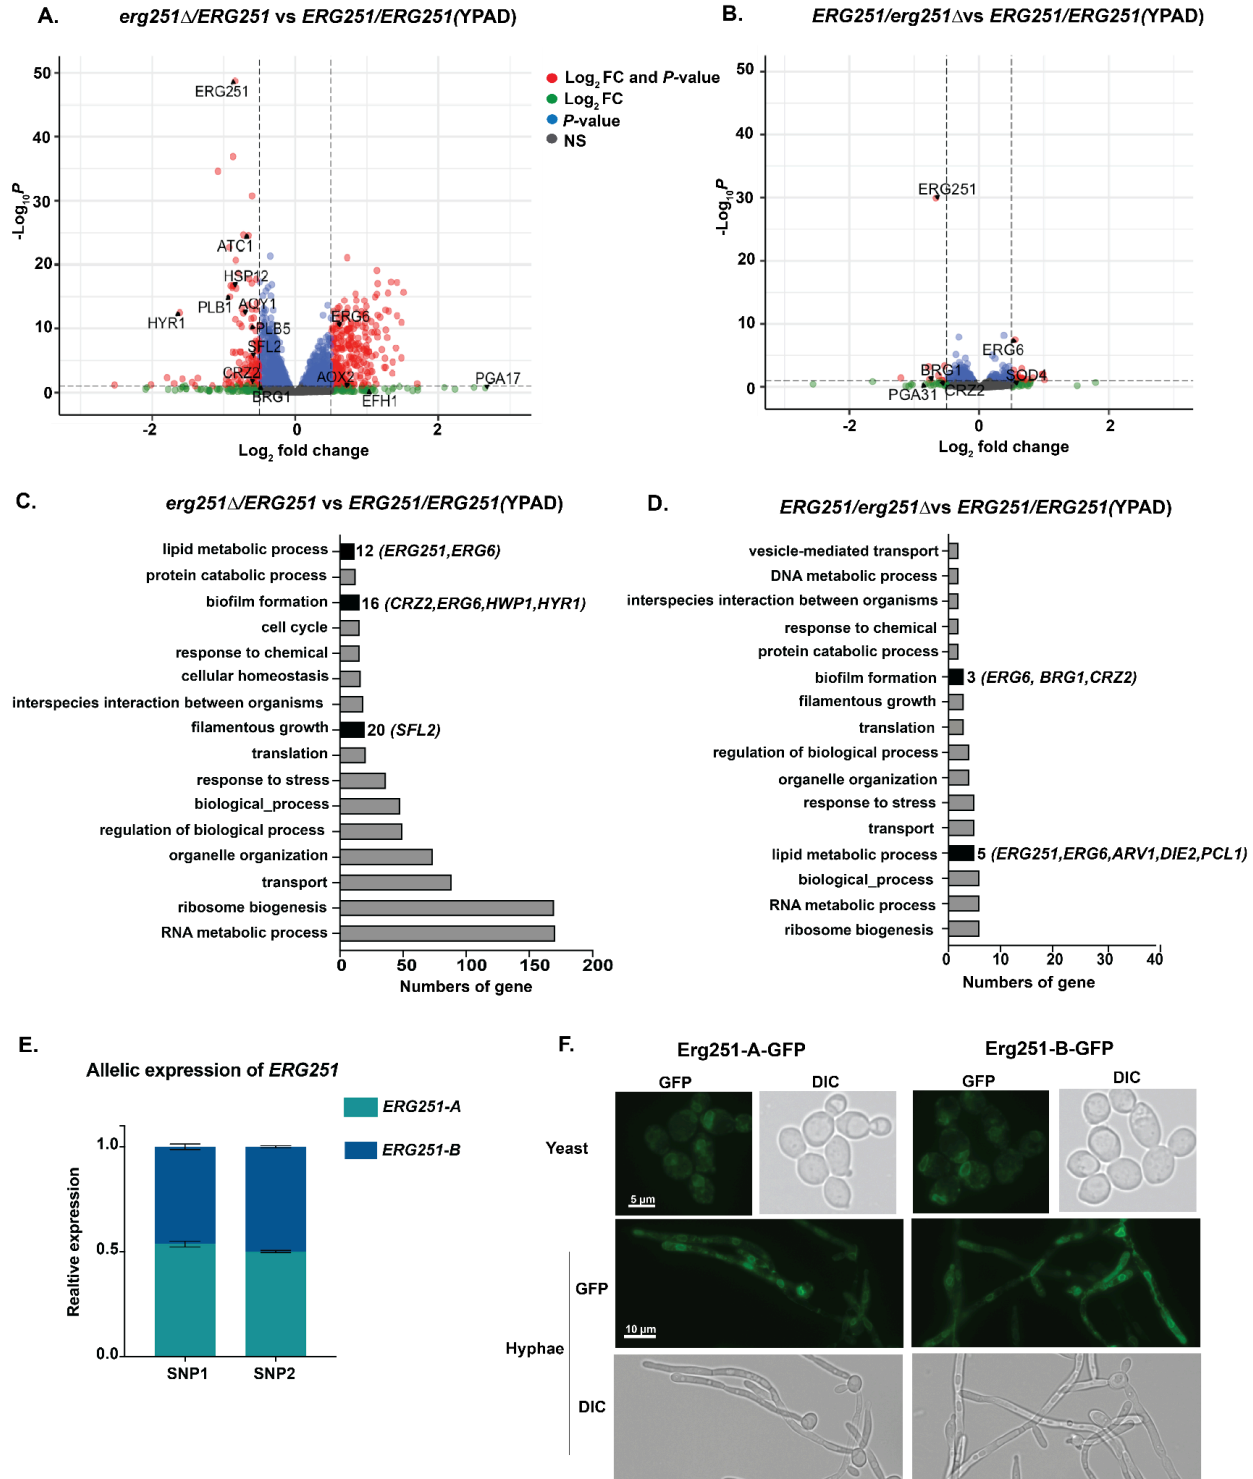 A.
erg251Δ/ERG251 vs ERG251/ERG251(YPAD)
50
40
30
20
10
0
-Log10P
ERG251
ATC1
HSP12
PLB1
AOY1
HYR1
PLB5
SFL2
CRZ2
BRG1
ERG6
AOX2
EFH1
PGA17
-2
0
2
Log2 fold change
Log2 FC and P-value
Log2 FC
P-value
NS
B.
ERG251/erg251Δvs ERG251/ERG251(YPAD)
50
40
30
20
10
0
-Log10P
ERG251
ERG6
BRG1
SOD4
PGA31
CRZ2
-2
0
2
Log2 fold change
C.
erg251Δ/ERG251 vs ERG251/ERG251(YPAD)
lipid metabolic process
12 (ERG251,ERG6)
protein catabolic process
biofilm formation
16 (CRZ2,ERG6,HWP1,HYR1)
cell cycle
response to chemical
cellular homeostasis
interspecies interaction between organisms
filamentous growth
20 (SFL2)
translation
response to stress
biological_process
regulation of biological process
organelle organization
transport
ribosome biogenesis
RNA metabolic process
0
50
100
150
200
Numbers of gene
D.
ERG251/erg251Δvs ERG251/ERG251(YPAD)
vesicle-mediated transport
DNA metabolic process
interspecies interaction between organisms
response to chemical
protein catabolic process
biofilm formation
3 (ERG6, BRG1,CRZ2)
filamentous growth
translation
regulation of biological process
organelle organization
response to stress
transport
lipid metabolic process
5 (ERG251,ERG6,ARV1,DIE2,PCL1)
biological_process
RNA metabolic process
ribosome biogenesis
0
10
20
30
40
Numbers of gene
E.
Allelic expression of ERG251
ERG251-A
ERG251-B
1.0
0.5
0.0
Realtive expression
SNP1
SNP2
F.
Erg251-A-GFP
Erg251-B-GFP
GFP
DIC
GFP
DIC
Yeast
5 µm
GFP
10 µm
Hyphae
DIC